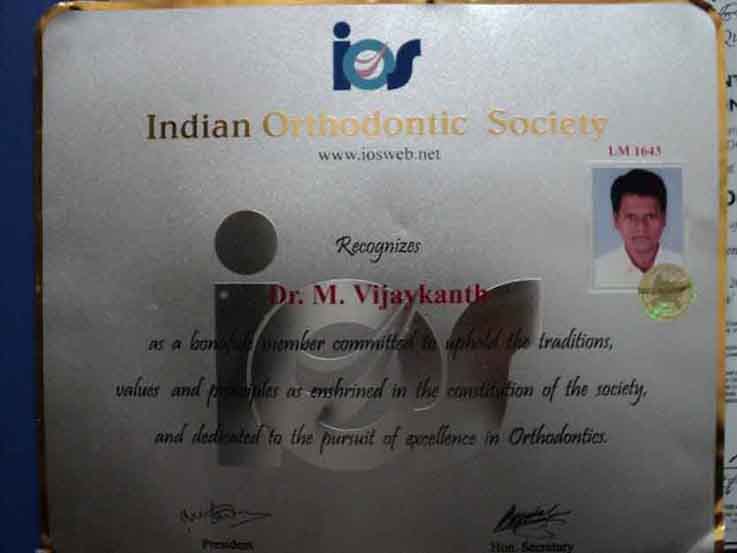 ios
Indian Orthodontic Society
www.iosweb.net
LM 1643
Recognizes
Dr. M. Vijaykanth
as a bonafide member committed to uphold the traditions,
values and principles as enshrined in the constitution of the society,
and dedicated to the pursuit of excellence in Orthodontics.
President
Hon. Secretary